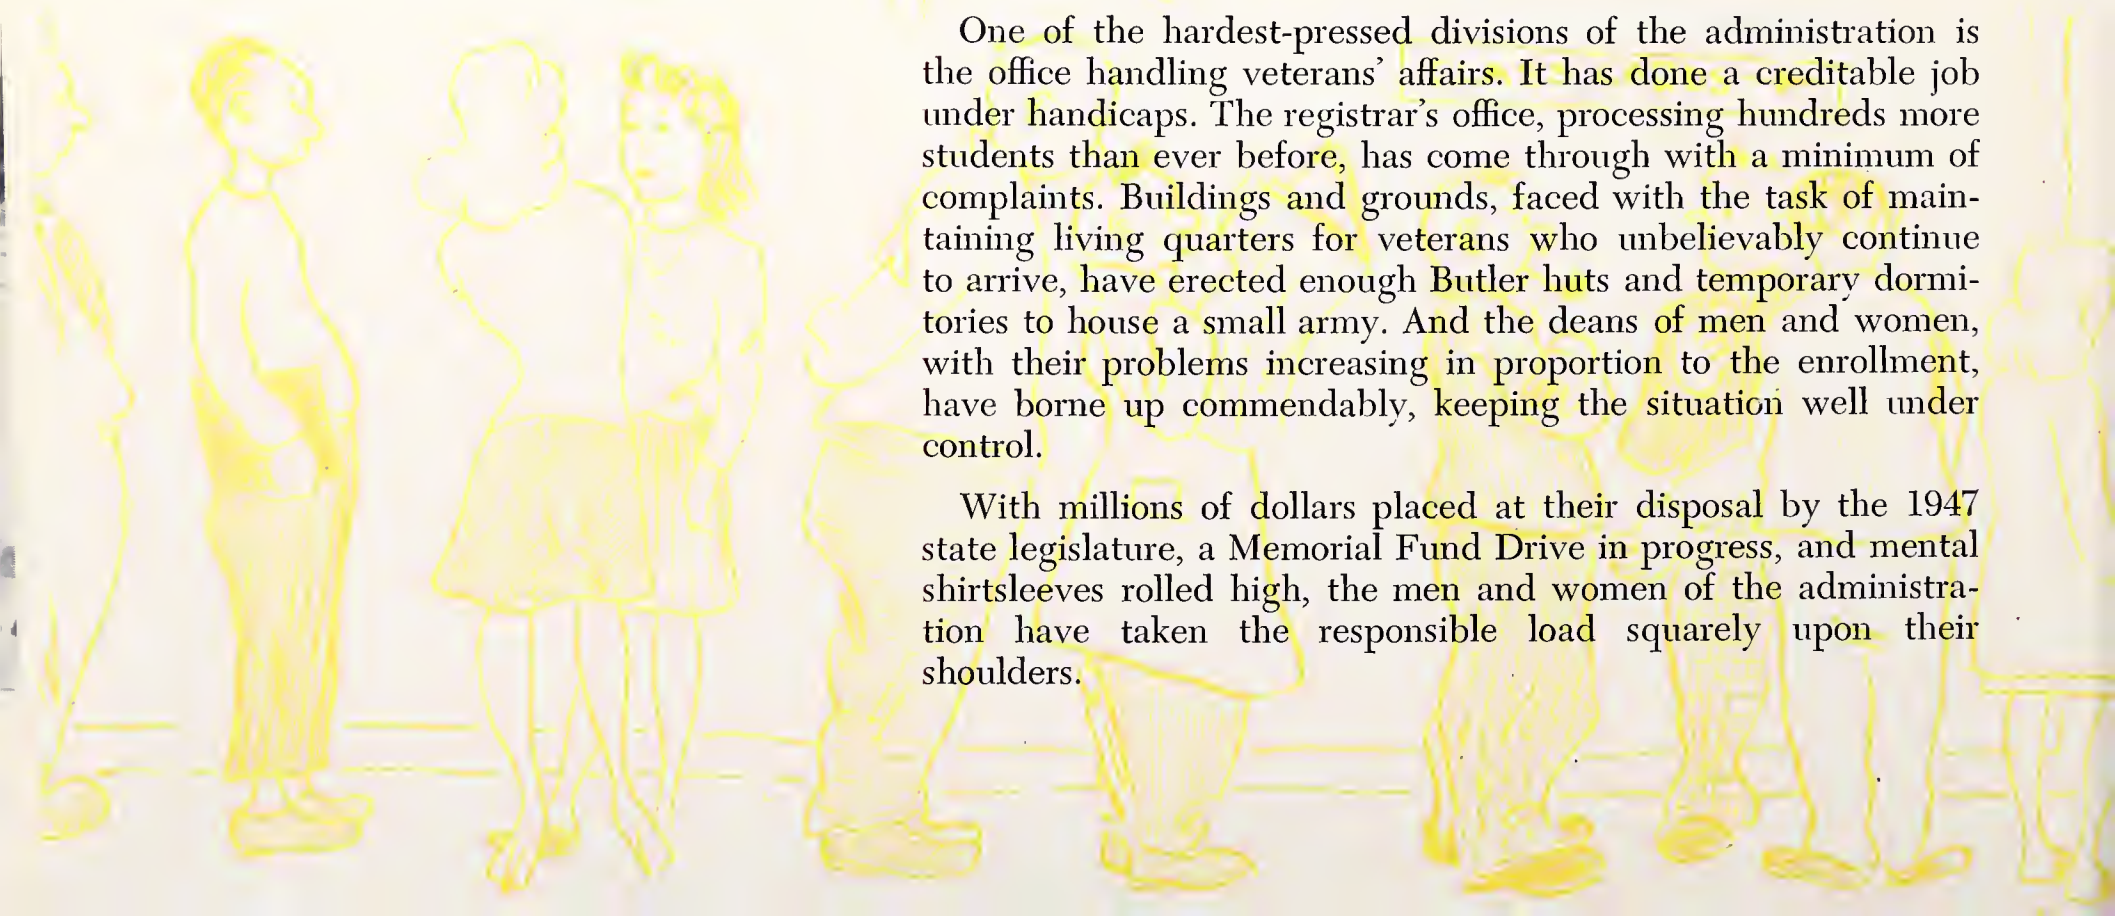 One of the hardest-pressed divisions of the administration is
the office handling veterans’ affairs. It has done a creditable job
under handicaps. The registrar’s office, processing hundreds more
students than ever before, has come through with a minimum of
complaints. Buildings and grounds, faced with the task of main-
taining living quarters for veterans who unbelievably continue
to arrive, have erected enough Butler huts and temporary dormi-
tories to house a small army. And the deans of men and women,
with their problems increasing in proportion to the enrollment,
have borne up commendably, keeping the situation well under
control.
With millions of dollars placed at their disposal by the 1947
state legislature, a Memorial Fund Drive in progress, and mental
shirtsleeves rolled high, the men and women of the administra-
tion have taken the responsible load squarely upon their
shoulders.